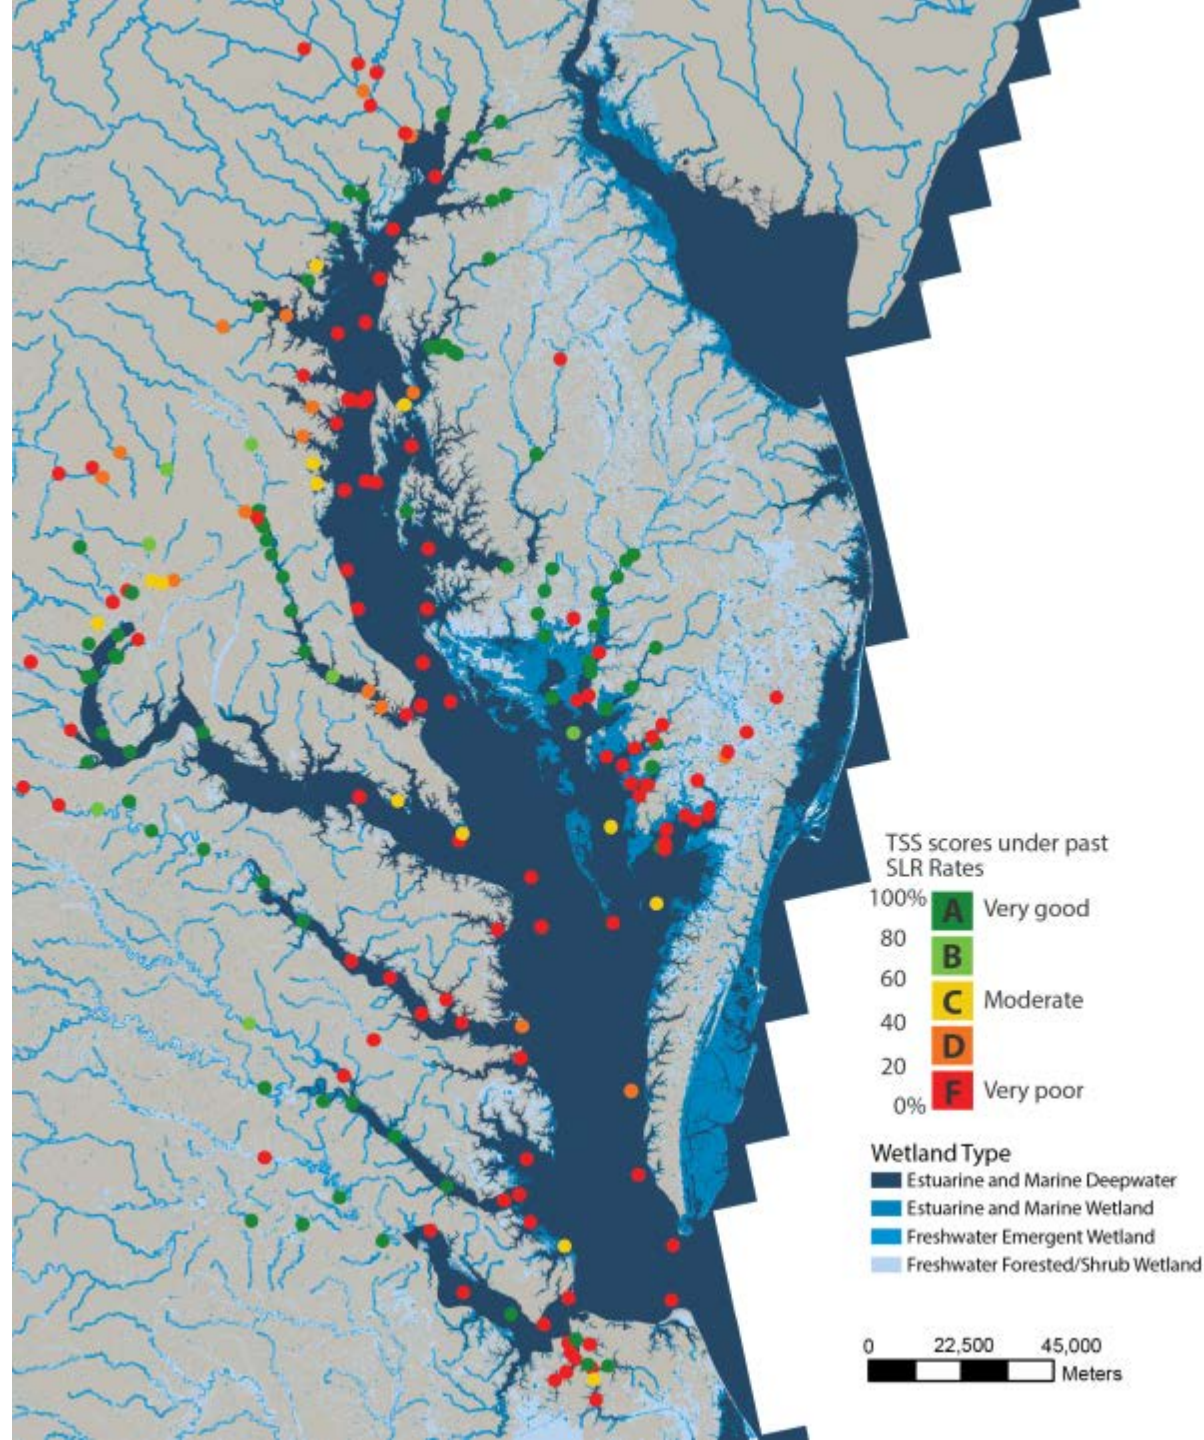 TSS scores under past
SLR Rates
100%
A Very good
80
B
60
C Moderate
40
D
20
F Very poor
0%
Wetland Type
Estuarine and Marine Deepwater
Estuarine and Marine Wetland
Freshwater Emergent Wetland
Freshwater Forested/Shrub Wetland
0 22,500 45,000
Meters